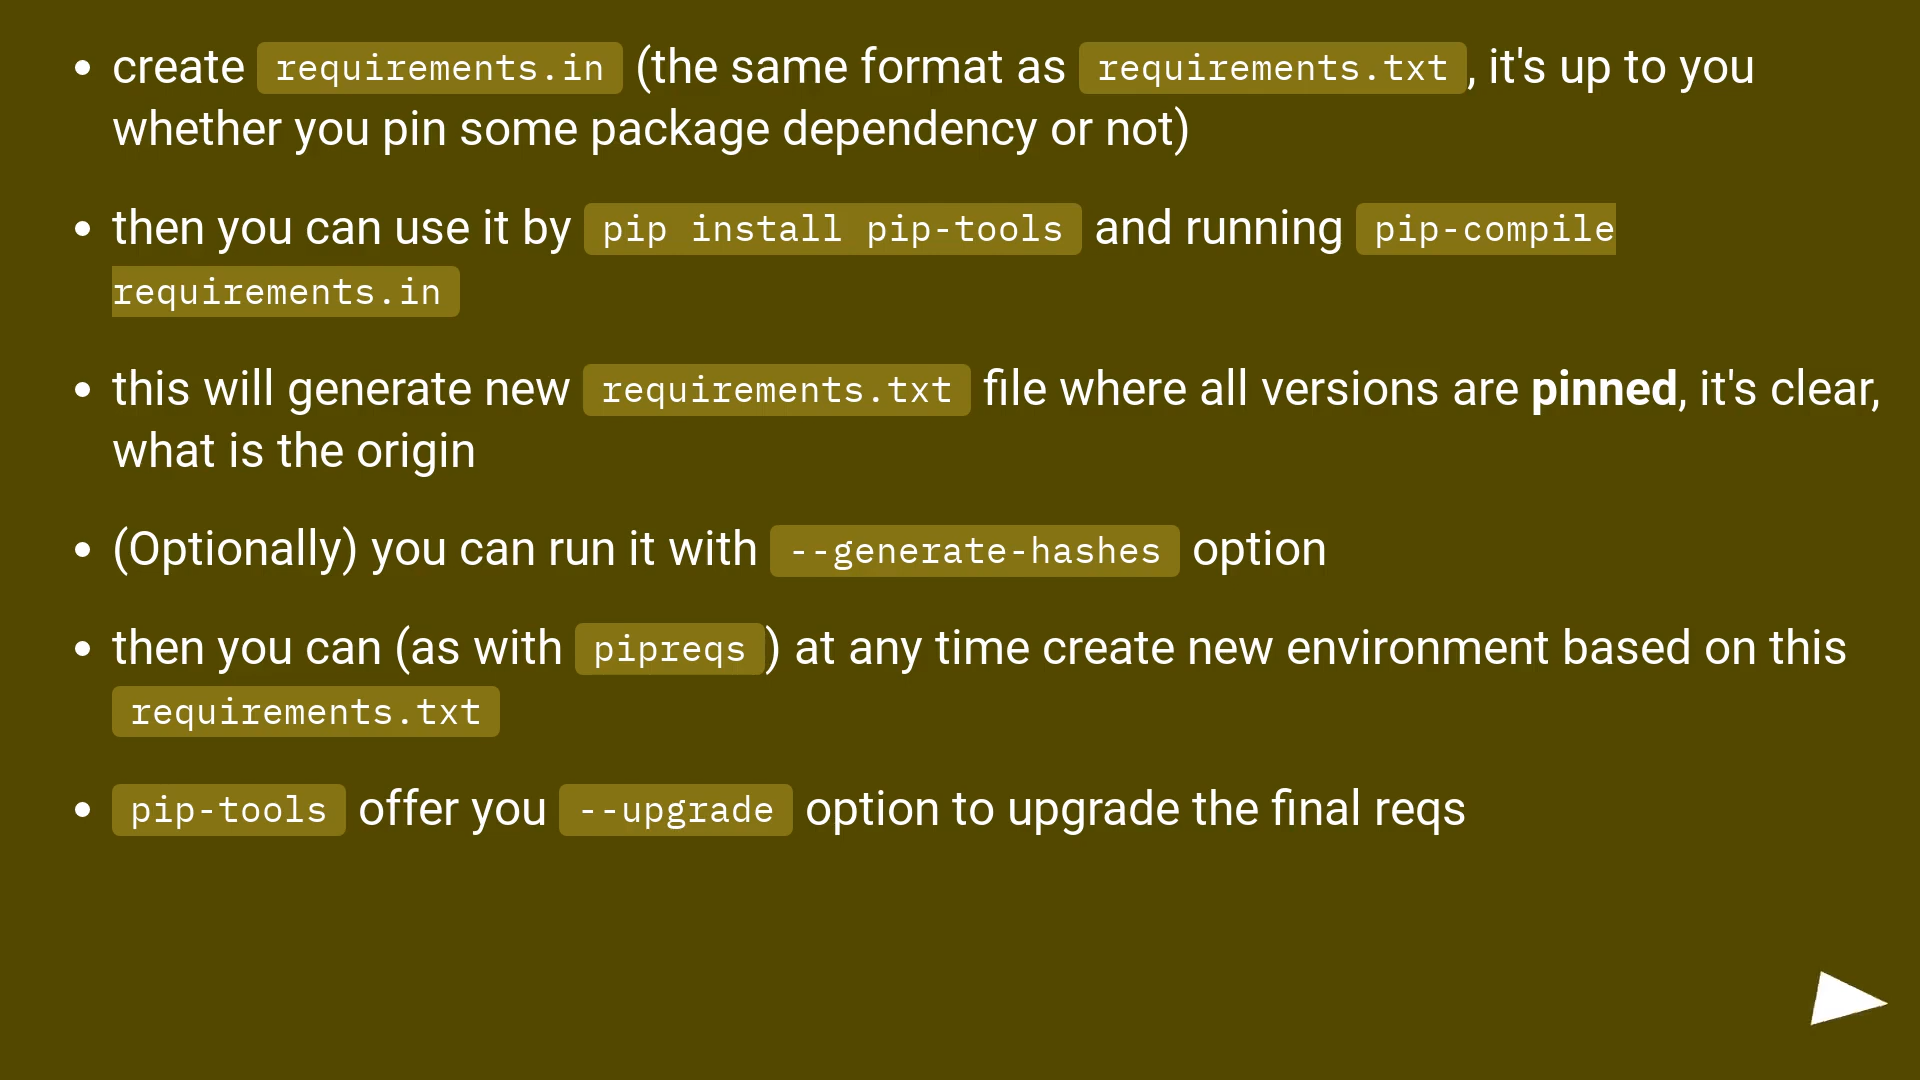 • create requirements.in (the same format as requirements.txt, it's up to you
whether you pin some package dependency or not)
• then you can use it by pip install pip-tools and running pip-compile
requirements.in
• this will generate new requirements.txt file where all versions are pinned, it's clear,
what is the origin
• (Optionally) you can run it with --generate-hashes option
• then you can (as with pipreqs) at any time create new environment based on this
requirements.txt
• pip-tools offer you --upgrade option to upgrade the final reqs